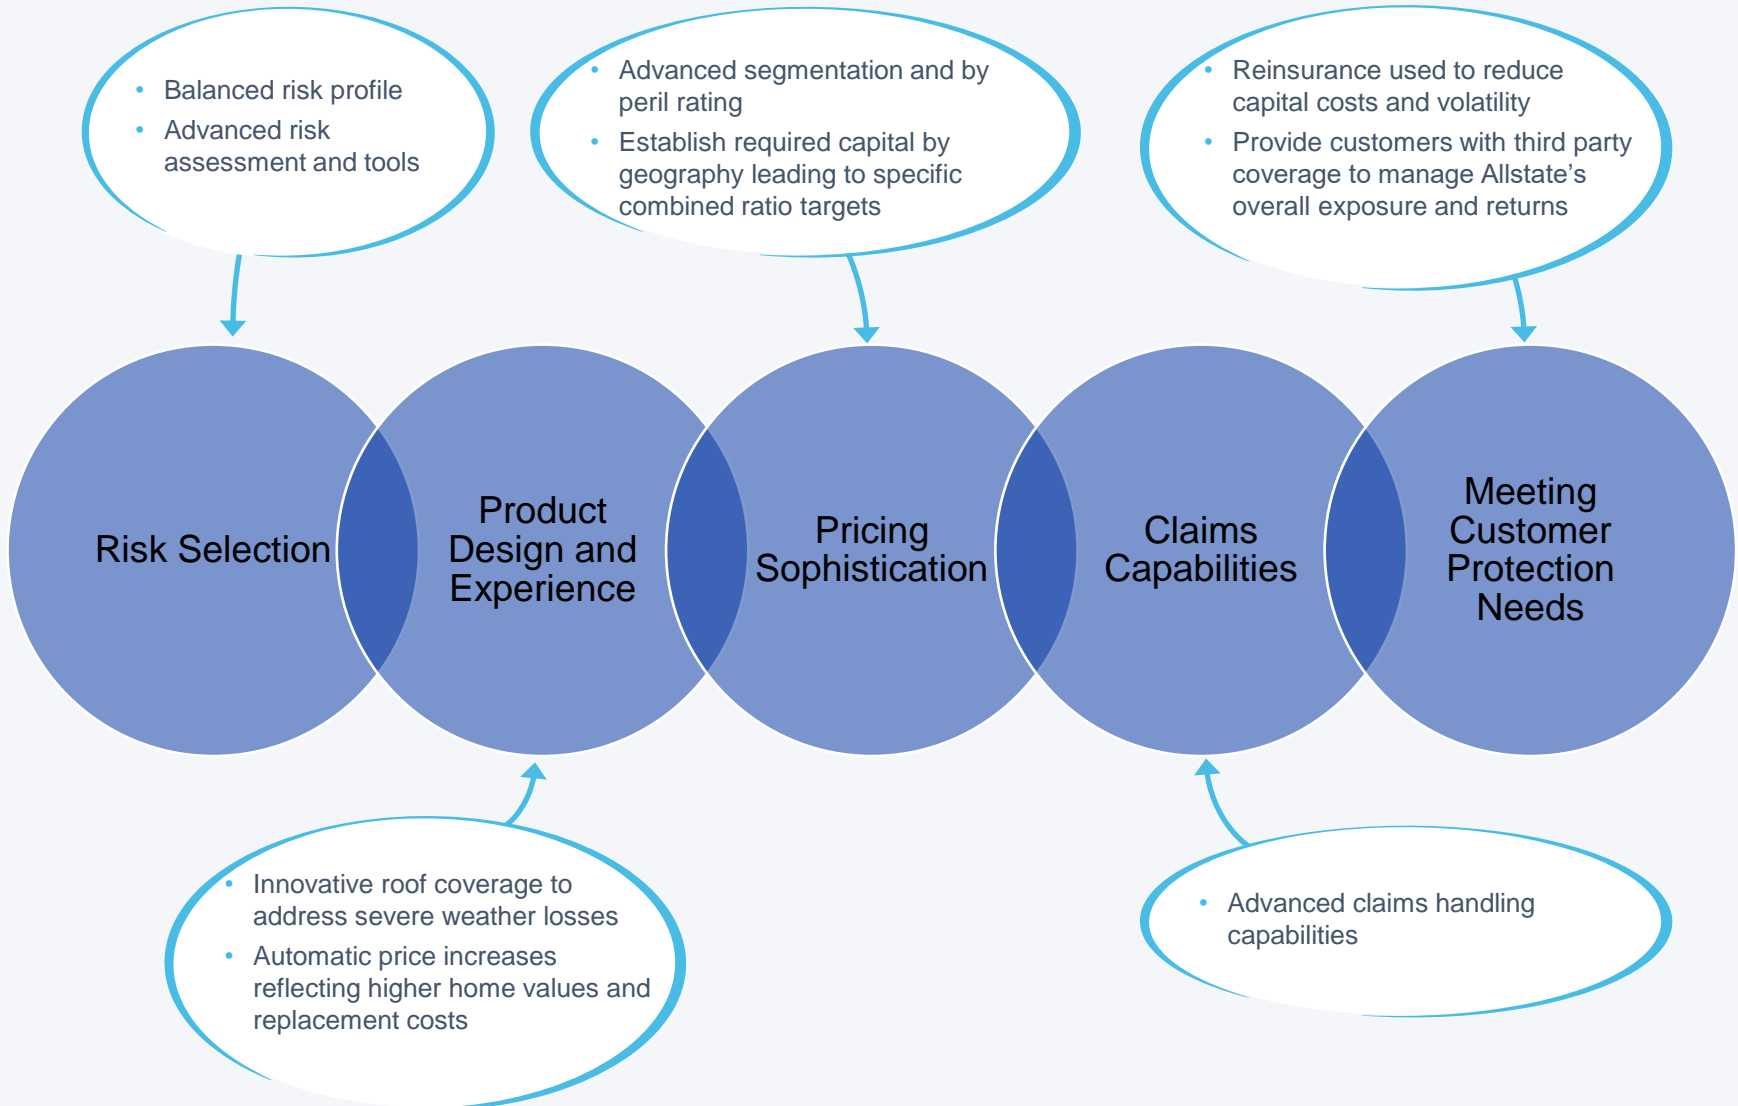 • Balanced risk profile
• Advanced risk
assessment and tools
• Advanced segmentation and by
peril rating
• Establish required capital by
geography leading to specific
combined ratio targets
• Reinsurance used to reduce
capital costs and volatility
• Provide customers with third party
coverage to manage Allstate’s
overall exposure and returns
Risk Selection
Product
Design and
Experience
Pricing
Sophistication
Claims
Capabilities
Meeting
Customer
Protection
Needs
• Innovative roof coverage to
address severe weather losses
• Automatic price increases
reflecting higher home values and
replacement costs
• Advanced claims handling
capabilities